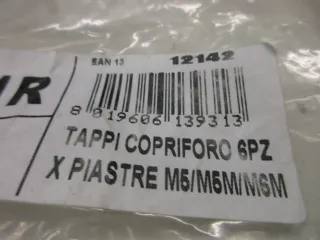 EAN 13 12142
IR
8 019606 139313
TAPPI COPRIFORO 6PZ
X PIASTRE M5/M5M/M6M